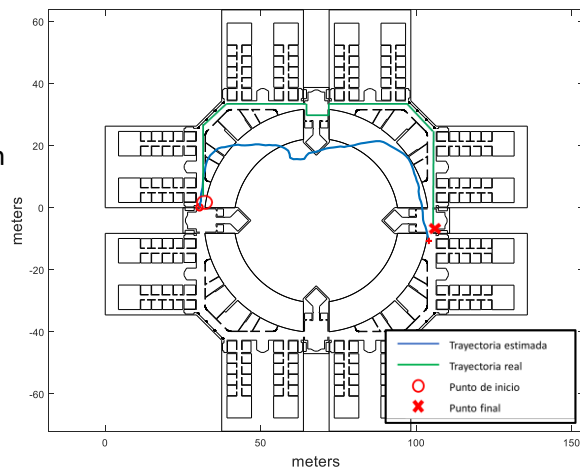 60
40
20
0
-20
-40
-60
meters
n
0
50
100
150
meters
Trayectoria estimada
Trayectoria real
Punto de inicio
Punto final